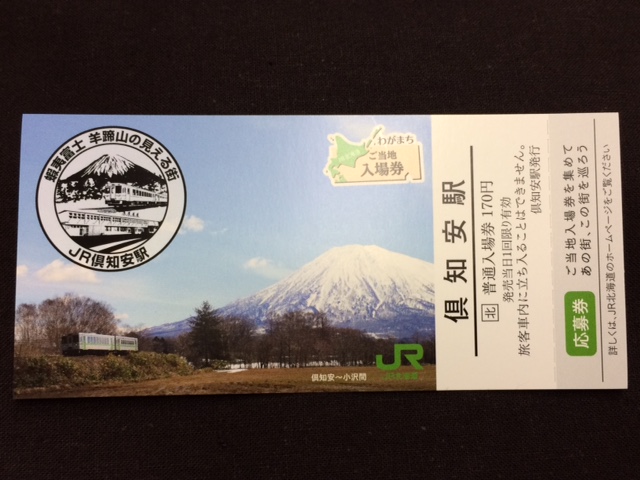 蝦夷富士 羊蹄山の見える街
JR倶知安駅
わがまち
ご当地
入場券
JR
JR北海道
倶知安～小沢間
倶知安駅
北 普通入場券 170円
発売当日1回限り有効
旅客車内に立ち入ることはできません。
倶知安駅発行
応募券
ご当地入場券を集めて
あの街、この街を巡ろう
詳しくは、JR北海道のホームページをご覧ください